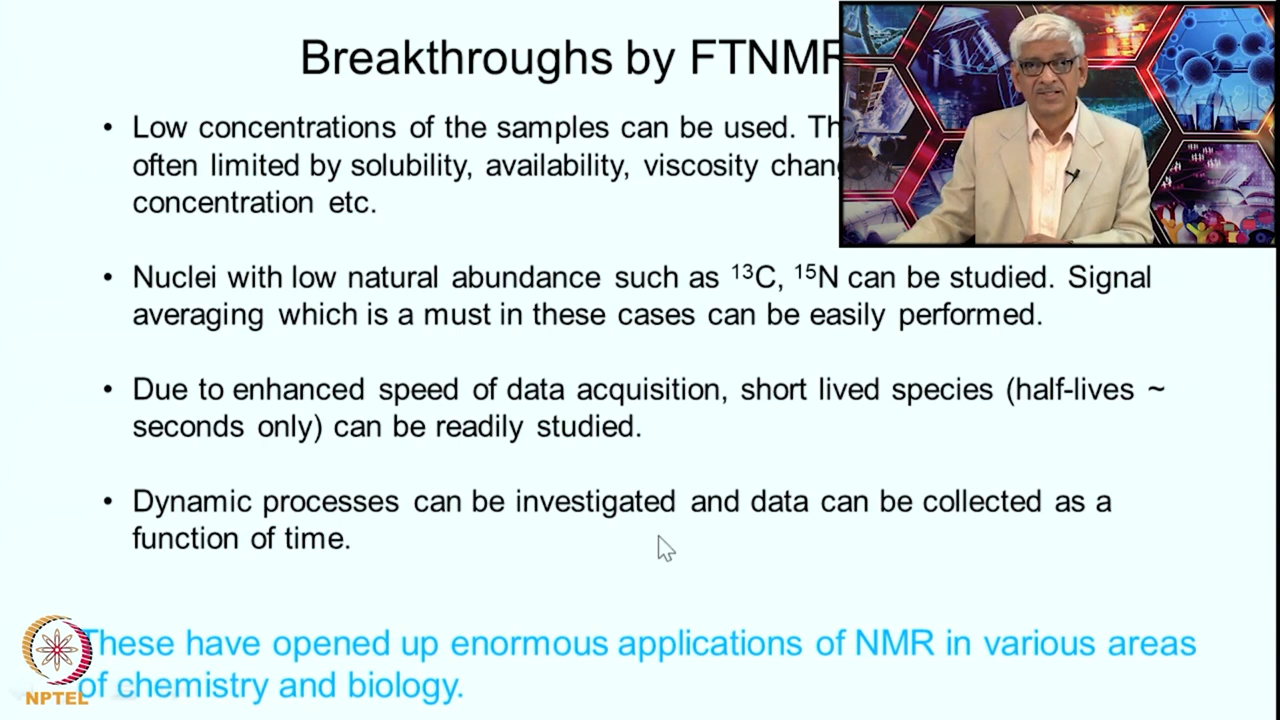 Breakthroughs by FTNMR
• Low concentrations of the samples can be used. Th
often limited by solubility, availability, viscosity chan
concentration etc.
• Nuclei with low natural abundance such as ¹³C, ¹⁵N can be studied. Signal
averaging which is a must in these cases can be easily performed.
• Due to enhanced speed of data acquisition, short lived species (half-lives ~
seconds only) can be readily studied.
• Dynamic processes can be investigated and data can be collected as a
function of time.
These have opened up enormous applications of NMR in various areas
of chemistry and biology.
NPTEL